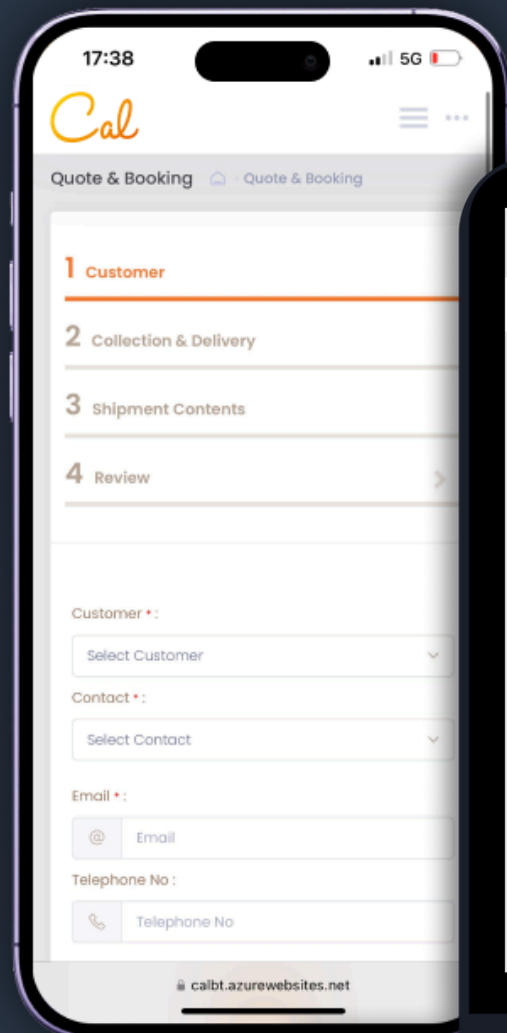 17:38
5G
Cal
Quote & Booking Quote & Booking
1 Customer
2 Collection & Delivery
3 Shipment Contents
4 Review
Customer * :
Select Customer
Contact * :
Select Contact
Email * :
@ Email
Telephone No :
Telephone No
calbt.azurewebsites.net